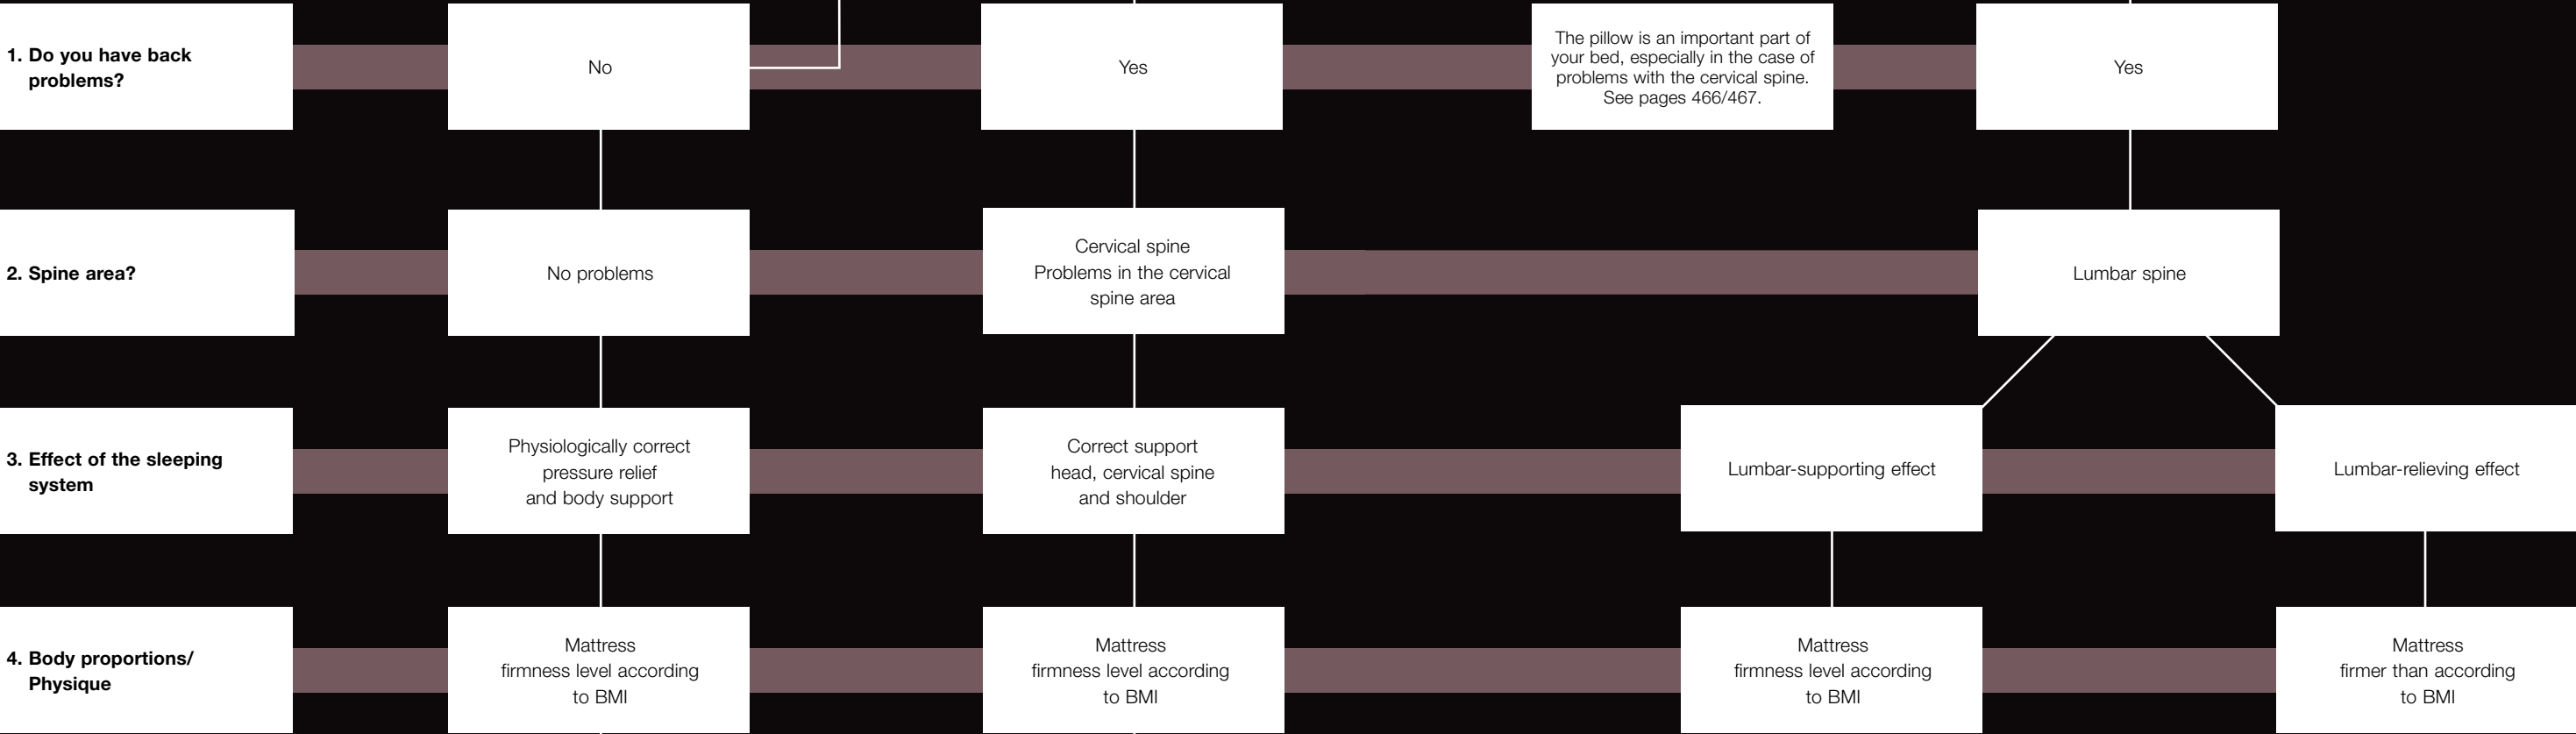 1. Do you have back
problems?
No
Yes
The pillow is an important part of
your bed, especially in the case of
problems with the cervical spine.
See pages 466/467.
Yes
2. Spine area?
No problems
Cervical spine
Problems in the cervical
spine area
Lumbar spine
3. Effect of the sleeping
system
Physiologically correct
pressure relief
and body support
Correct support
head, cervical spine
and shoulder
Lumbar-supporting effect
Lumbar-relieving effect
4. Body proportions/
Physique
Mattress
firmness level according
to BMI
Mattress
firmness level according
to BMI
Mattress
firmness level according
to BMI
Mattress
firmer than according
to BMI